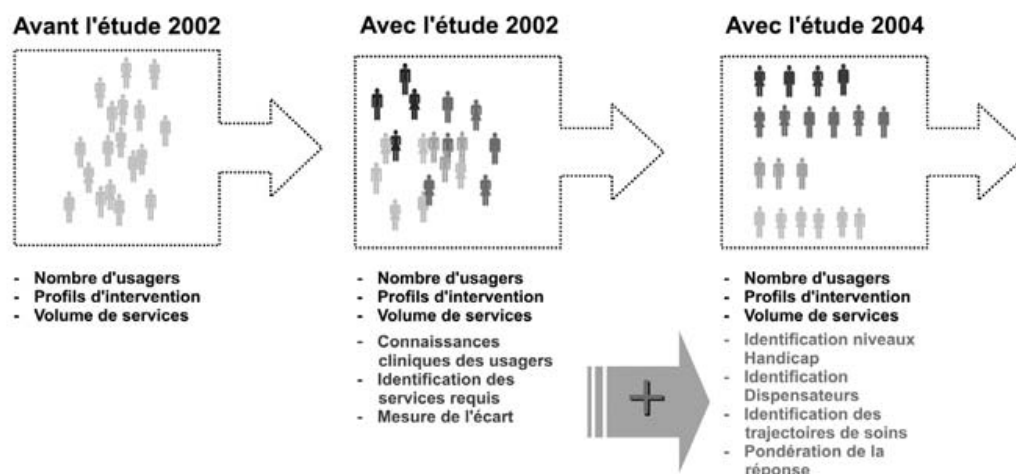 Avant l'étude 2002
- Nombre d'usagers
- Profils d'intervention
- Volume de services
Avec l'étude 2002
- Nombre d'usagers
- Profils d'intervention
- Volume de services
- Connaissances
cliniques des usagers
- Identification des
services requis
- Mesure de l'écart
+
Avec l'étude 2004
- Nombre d'usagers
- Profils d'intervention
- Volume de services
- Identification niveaux
Handicap
- Identification
Dispensateurs
- Identification des
trajectoires de soins
- Pondération de la
réponse